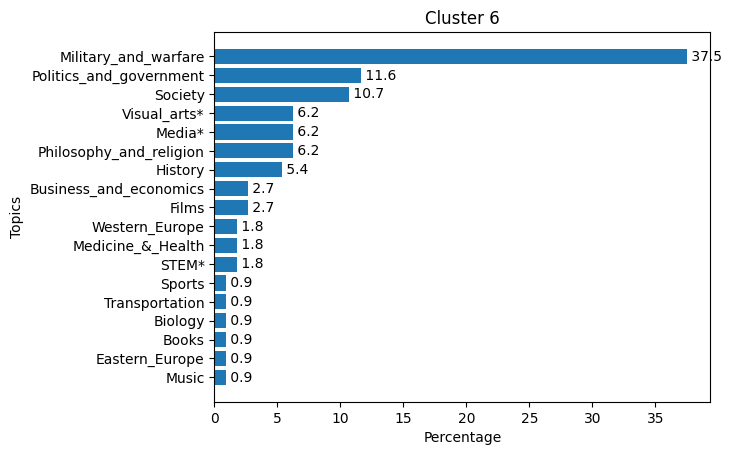 Cluster 6
Military_and_warfare 37.5
Politics_and_government 11.6
Society 10.7
Visual_arts* 6.2
Media* 6.2
Philosophy_and_religion 6.2
History 5.4
Business_and_economics 2.7
Films 2.7
Western_Europe 1.8
Medicine_&_Health 1.8
STEM* 1.8
Sports 0.9
Transportation 0.9
Biology 0.9
Books 0.9
Eastern_Europe 0.9
Music 0.9
Topics
0 5 10 15 20 25 30 35
Percentage